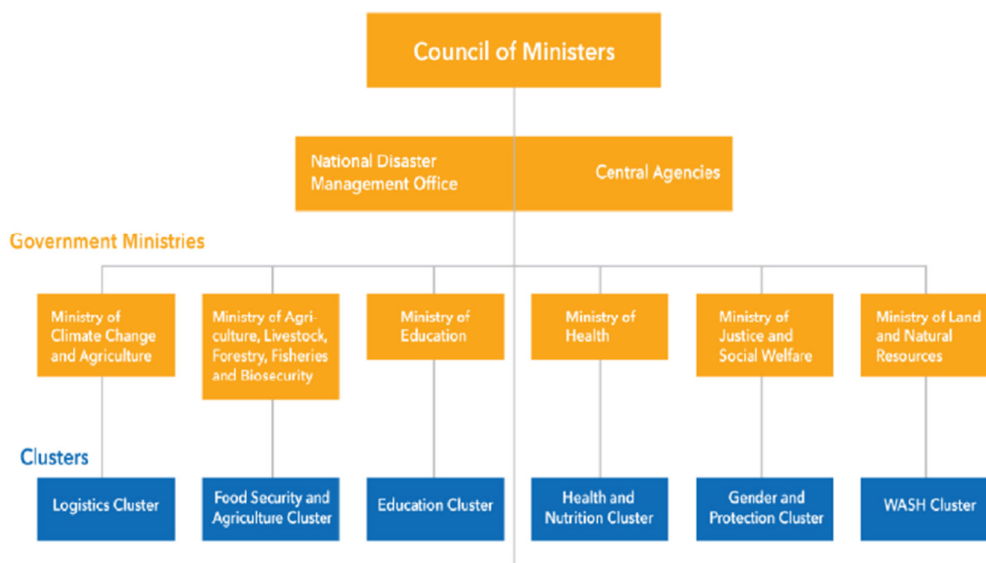 Council of Ministers
National Disaster
Management Office
Central Agencies
Government Ministries
Ministry of
Climate Change
and Agriculture
Ministry of Agri-
culture, Livestock,
Forestry, Fisheries
and Biosecurity
Ministry of
Education
Ministry of
Health
Ministry of
Justice and
Social Welfare
Ministry of Land
and Natural
Resources
Clusters
Logistics Cluster
Food Security and
Agriculture Cluster
Education Cluster
Health and
Nutrition Cluster
Gender and
Protection Cluster
WASH Cluster